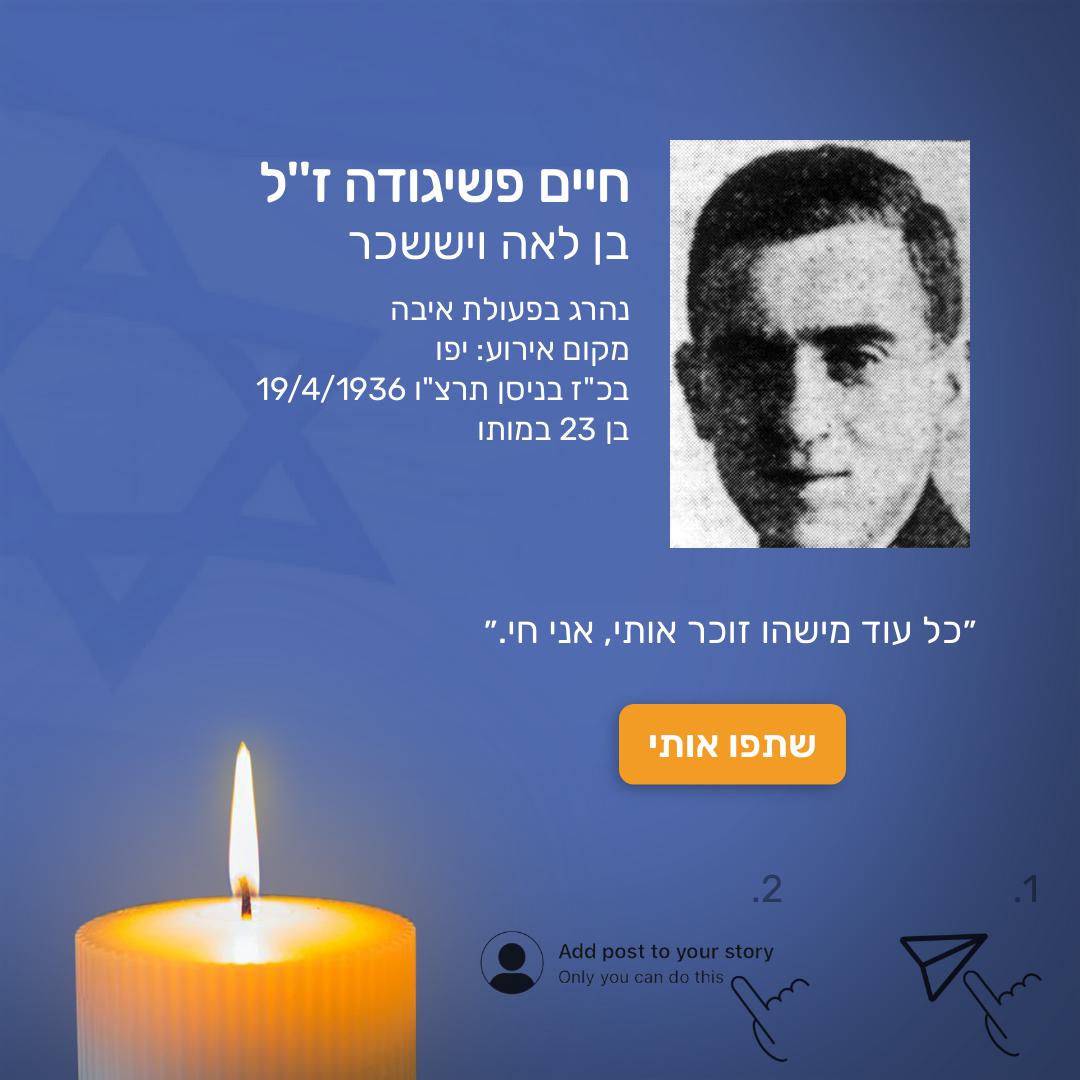 חיים פשיגודה ז"ל
בן לאה ויששכר
נהרג בפעולת איבה
מקום אירוע: יפו
בכ"ז בניסן תרצ"ו 19/4/1936
בן 23 במותו
״כל עוד מישהו זוכר אותי, אני חי.״
שתפו אותי
1.
2.
Add post to your story
Only you can do this